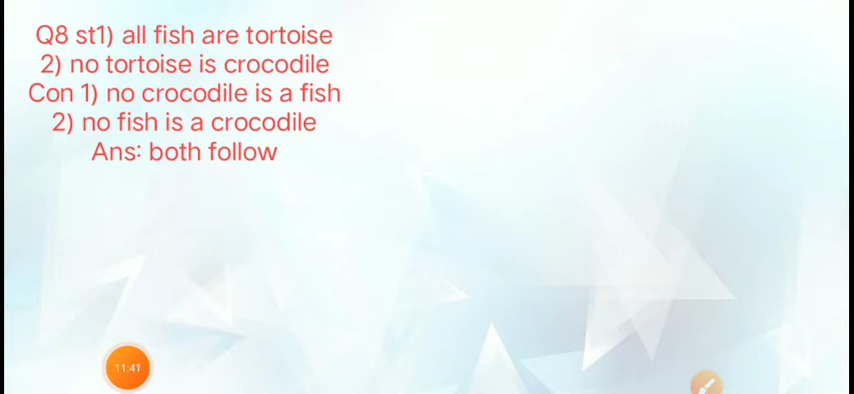 Q8 st1) all fish are tortoise
2) no tortoise is crocodile
Con 1) no crocodile is a fish
2) no fish is a crocodile
Ans: both follow
11:41